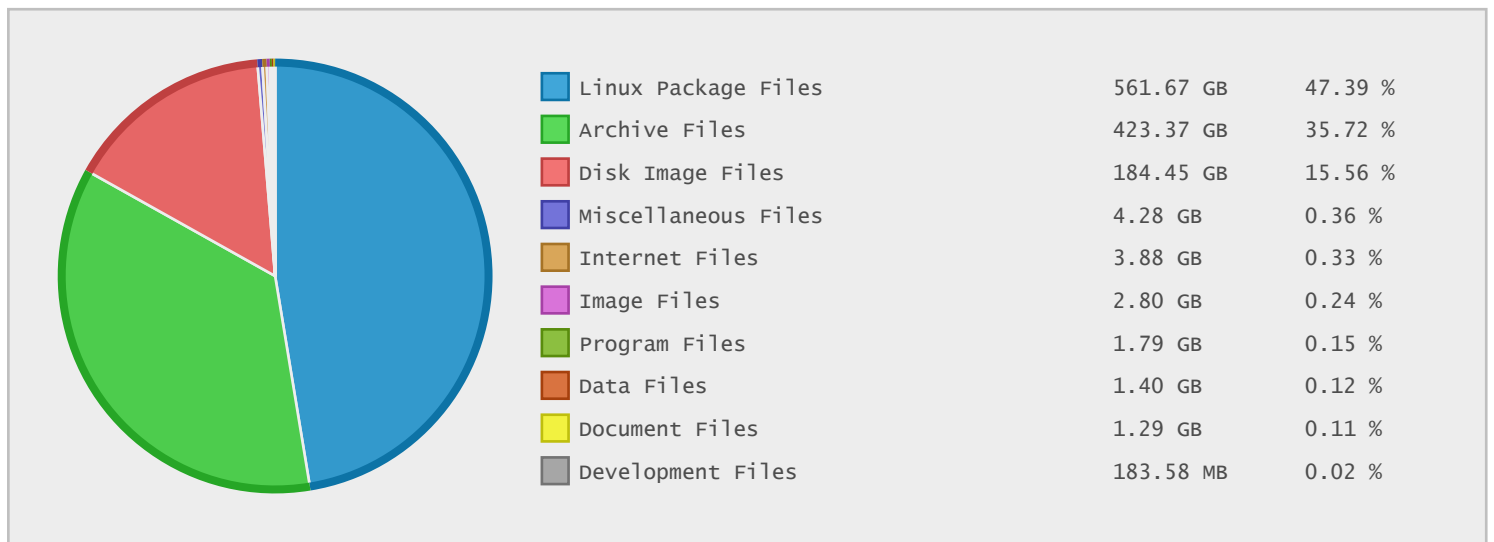 Linux Package Files 561.67 GB 47.39 %
Archive Files 423.37 GB 35.72 %
Disk Image Files 184.45 GB 15.56 %
Miscellaneous Files 4.28 GB 0.36 %
Internet Files 3.88 GB 0.33 %
Image Files 2.80 GB 0.24 %
Program Files 1.79 GB 0.15 %
Data Files 1.40 GB 0.12 %
Document Files 1.29 GB 0.11 %
Development Files 183.58 MB 0.02 %